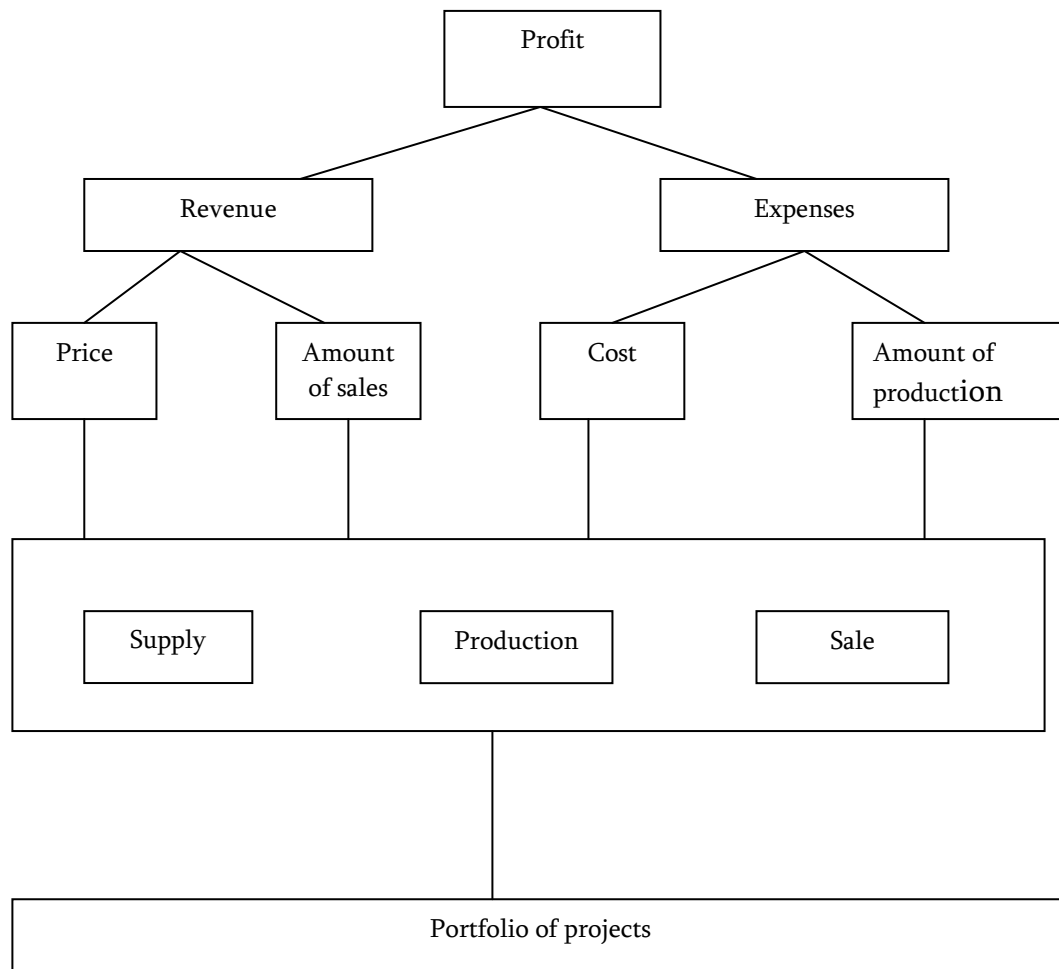 Profit
Revenue
Expenses
Price
Amount
of sales
Cost
Amount of
production
Supply
Production
Sale
Portfolio of projects